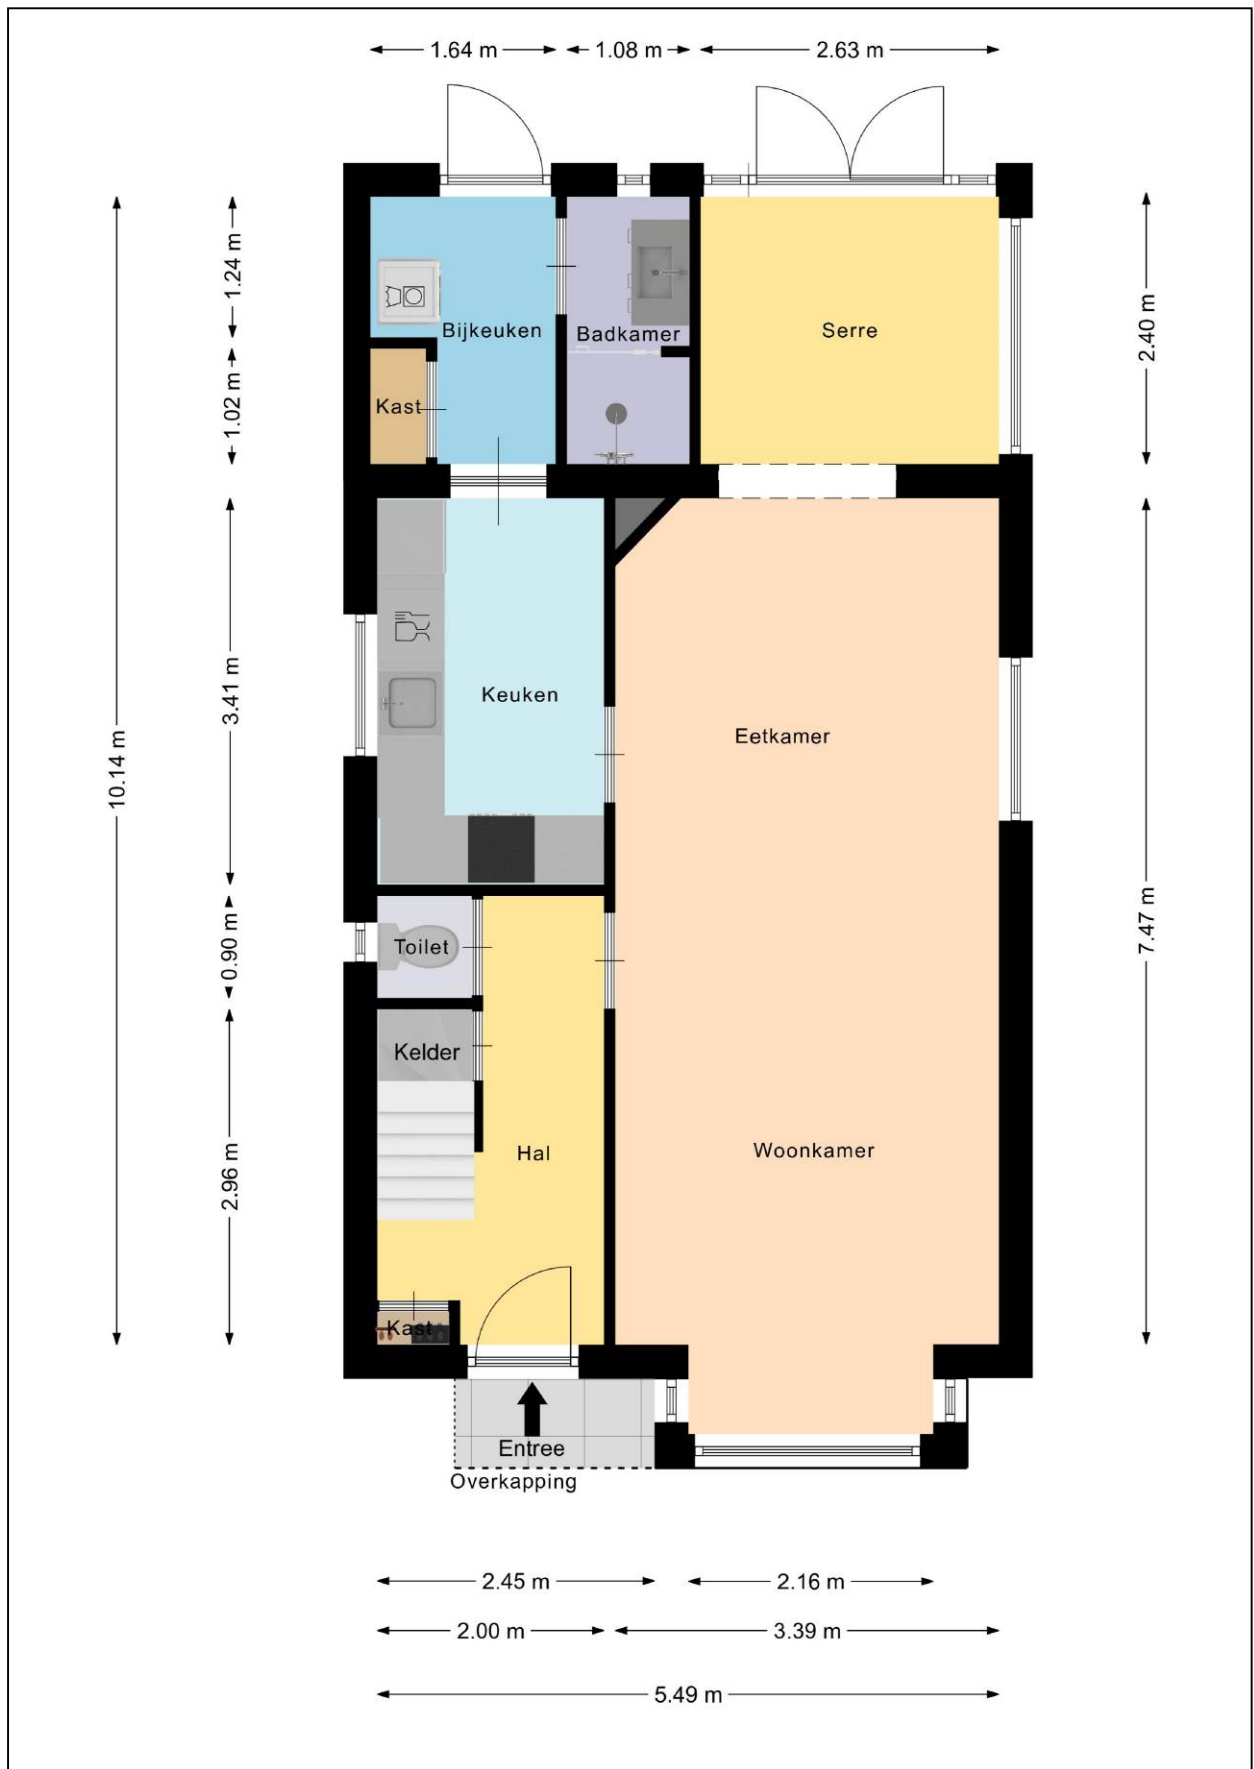 1.64 m
1.08 m
2.63 m
1.24 m
Bijkeuken
Badkamer
Serre
2.40 m
1.02 m
Kast
3.41 m
Keuken
Eetkamer
10.14 m
Toilet
0.90 m
7.47 m
Kelder
Hal
Woonkamer
2.96 m
Kast
Entree
Overkapping
2.45 m
2.16 m
2.00 m
3.39 m
5.49 m